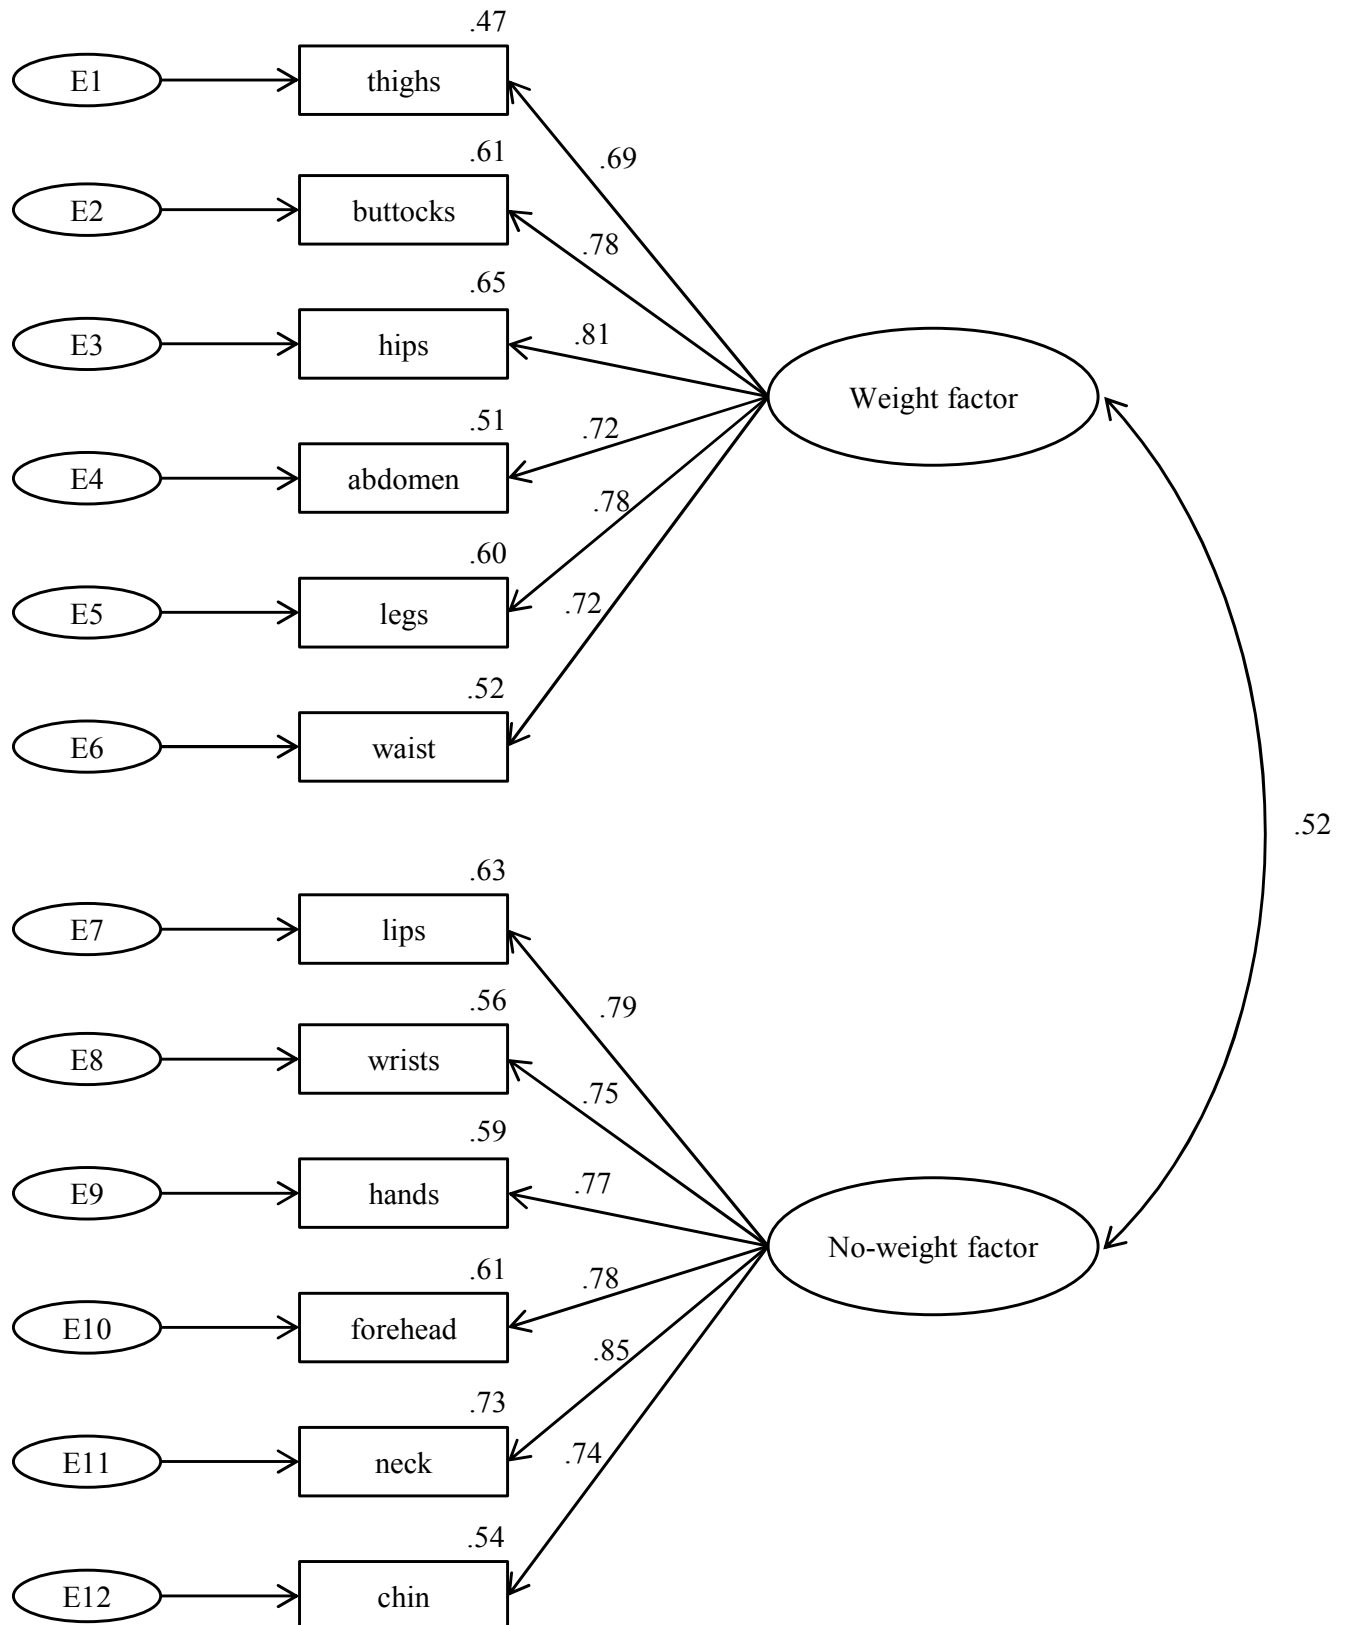 .47
E1 thighs
.69
.61
E2 buttocks
.78
.65
E3 hips
.81
Weight factor
.51
E4 abdomen
.72
.60
E5 legs
.78
.52
E6 waist
.72
.52
.63
E7 lips
.79
.56
E8 wrists
.75
.59
E9 hands
.77
No-weight factor
.61
E10 forehead
.78
.73
E11 neck
.85
.54
E12 chin
.74